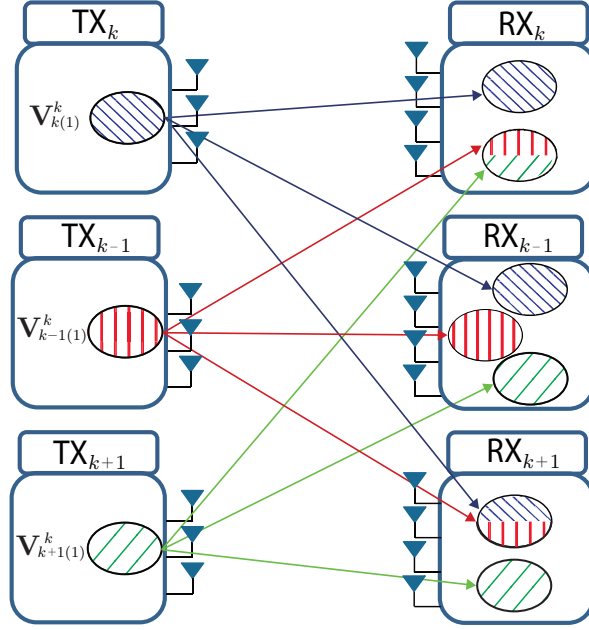 TX_k
RX_k
V^k_{k(1)}
TX_{k-1}
RX_{k-1}
V^k_{k−1(1)}
TX_{k+1}
RX_{k+1}
V^k_{k+1(1)}